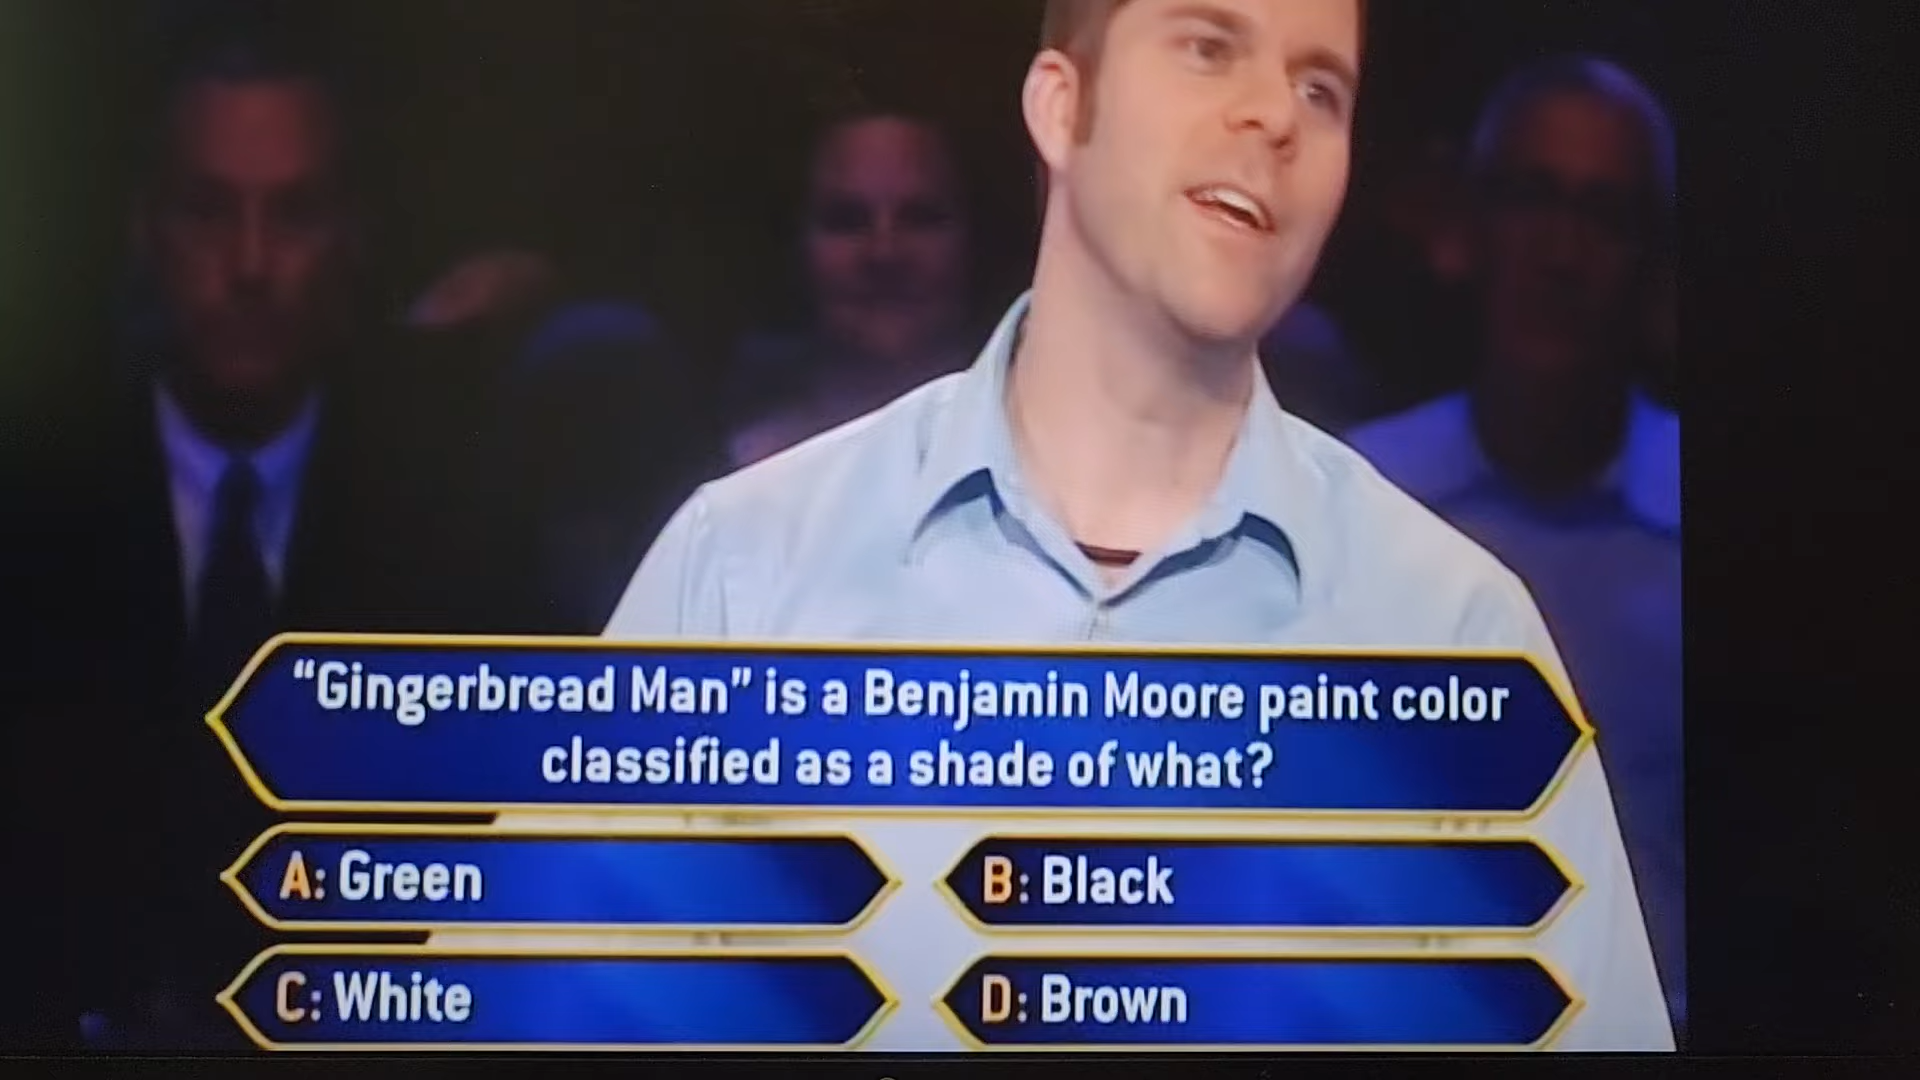 “Gingerbread Man” is a Benjamin Moore paint color
classified as a shade of what?
A: Green
B: Black
C: White
D: Brown